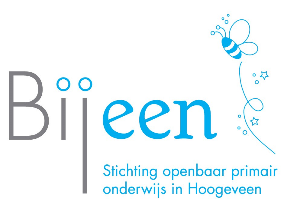 Bijeen
Stichting openbaar primair
onderwijs in Hoogeveen